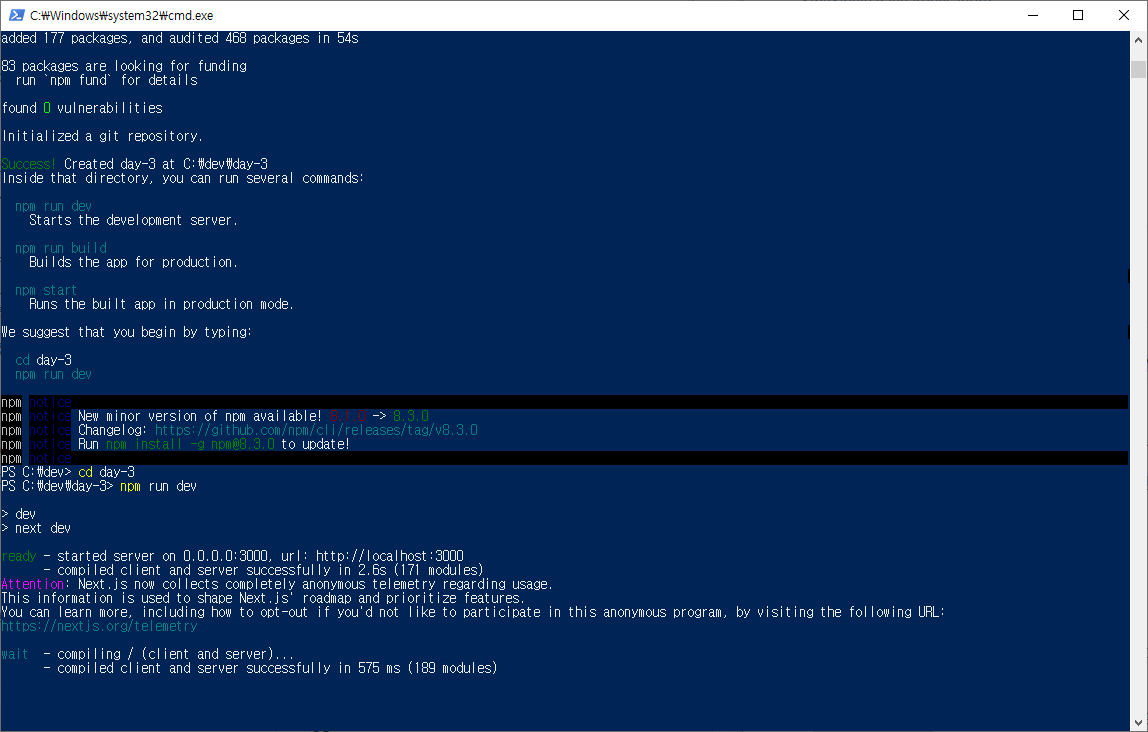 C:\Windows\system32\cmd.exe
added 177 packages, and audited 468 packages in 54s
83 packages are looking for funding
run `npm fund` for details
found 0 vulnerabilities
Initialized a git repository.
Success! Created day-3 at C:\dev\day-3
Inside that directory, you can run several commands:
npm run dev
Starts the development server.
npm run build
Builds the app for production.
npm start
Runs the built app in production mode.
We suggest that you begin by typing:
cd day-3
npm run dev
npm notice
npm notice New minor version of npm available! -> 8.3.0
npm notice Changelog: https://github.com/npm/cli/releases/tag/v8.3.0
npm notice Run npm install -g npm@8.3.0 to update!
npm notice
PS C:\dev> cd day-3
PS C:\dev\day-3> npm run dev
> dev
> next dev
ready - started server on 0.0.0.0:3000, url: http://localhost:3000
- compiled client and server successfully in 2.6s (171 modules)
Attention: Next.js now collects completely anonymous telemetry regarding usage.
This information is used to shape Next.js' roadmap and prioritize features.
You can learn more, including how to opt-out if you'd not like to participate in this anonymous program, by visiting the following URL:
https://nextjs.org/telemetry
wait - compiling / (client and server)...
- compiled client and server successfully in 575 ms (189 modules)